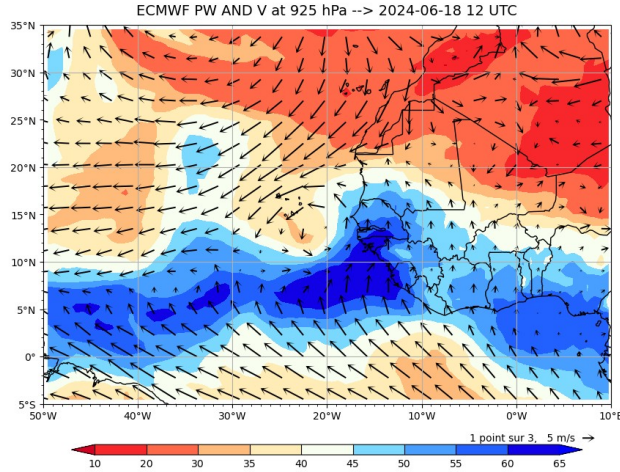 ECMWF PW AND V at 925 hPa --> 2024-06-18 12 UTC
35°N
30°N
25°N
20°N
15°N
10°N
5°N
0°
5°S
50°W 40°W 30°W 20°W 10°W 0°W 10°E
1 point sur 3, 5 m/s
10 20 30 35 40 45 50 55 60 65